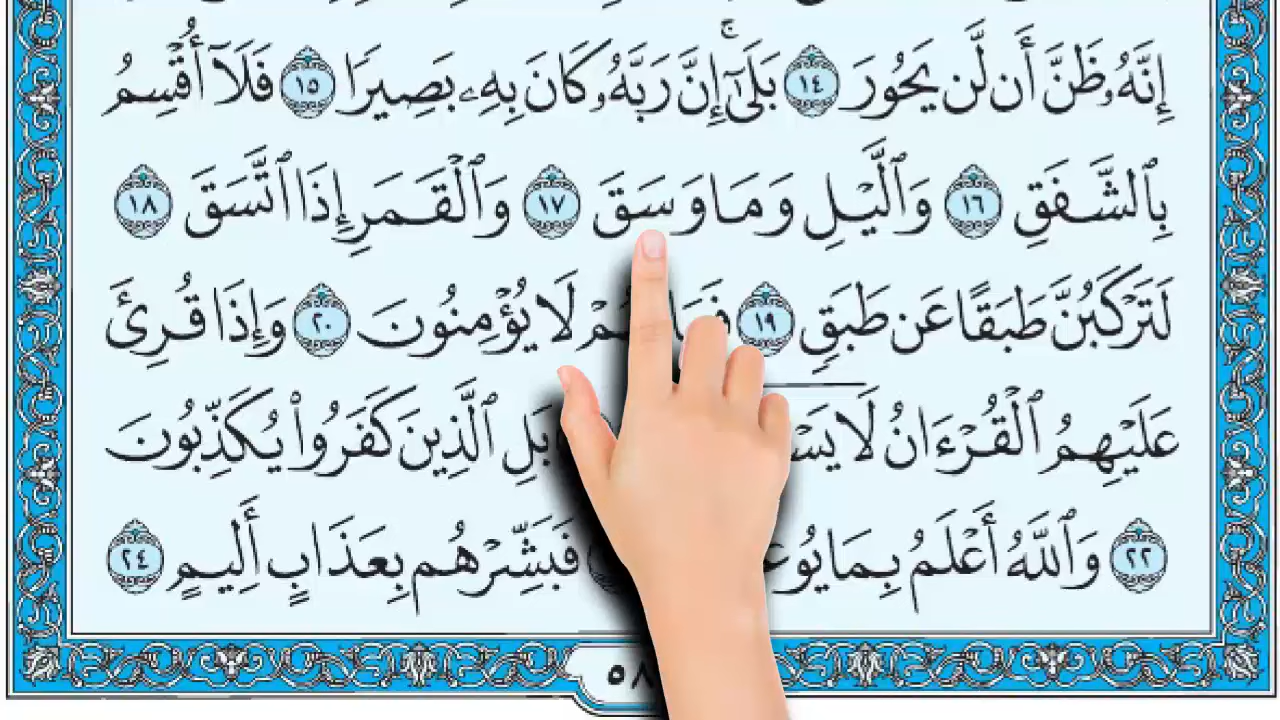 إِنَّهُۥ ظَنَّ أَن لَّن يَحُورَ ١٤ بَلَىٰٓۚ إِنَّ رَبَّهُۥ كَانَ بِهِۦ بَصِيرًا ١٥ فَلَآ أُقْسِمُ
بِٱلشَّفَقِ ١٦ وَٱلَّيْلِ وَمَا وَسَقَ ١٧ وَٱلْقَمَرِ إِذَا ٱتَّسَقَ ١٨
لَتَرْكَبُنَّ طَبَقًا عَن طَبَقٍ ١٩ لَا يُؤْمِنُونَ ٢٠ وَإِذَا قُرِئَ
عَلَيْهِمُ ٱلْقُرْءَانُ لَا بَلِ ٱلَّذِينَ كَفَرُوا۟ يُكَذِّبُونَ
٢٢ وَٱللَّهُ أَعْلَمُ بِمَا فَبَشِّرْهُم بِعَذَابٍ أَلِيمٍ ٢٤